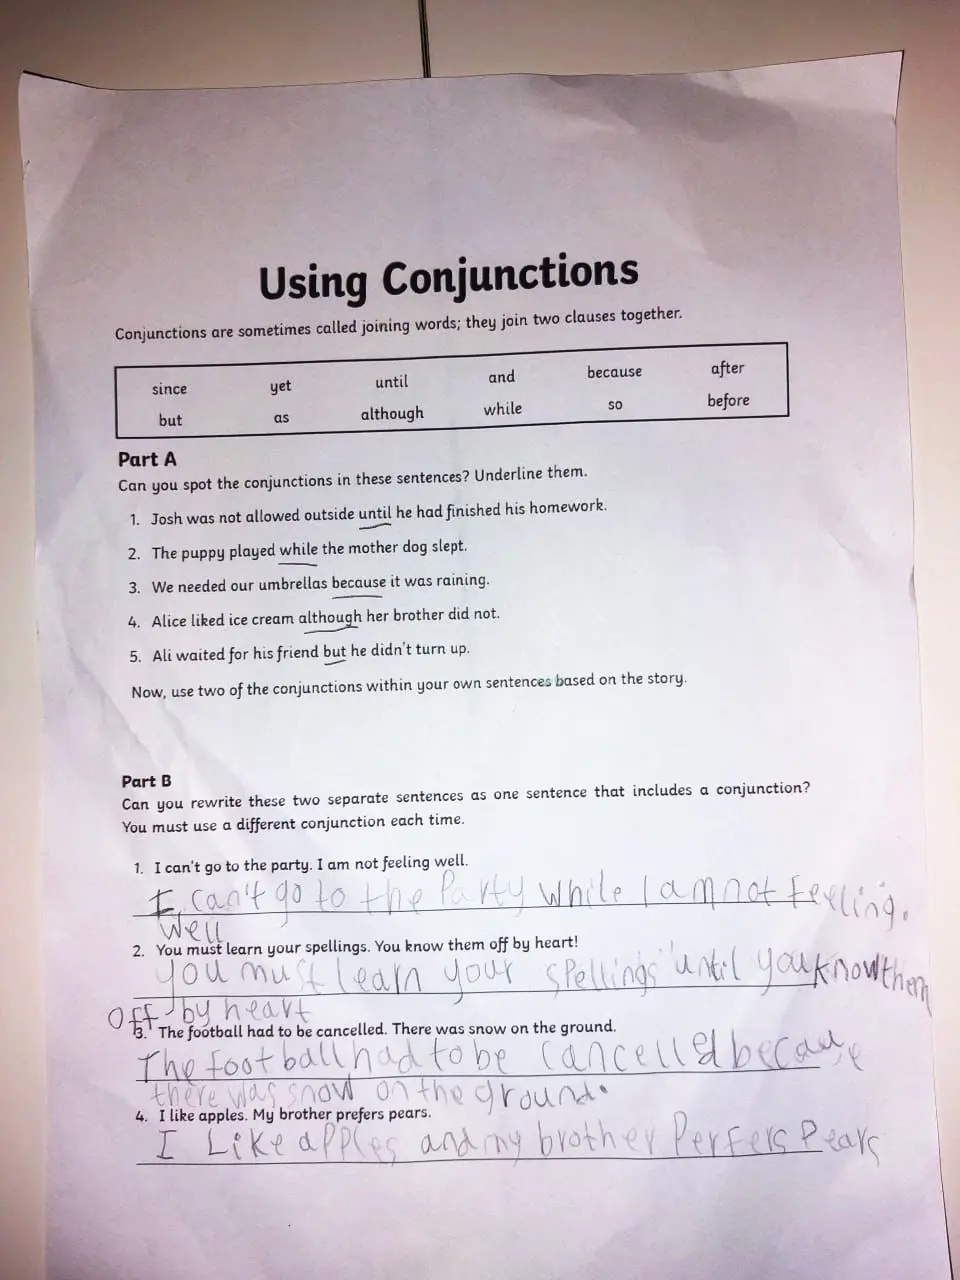 Using Conjunctions
Conjunctions are sometimes called joining words; they join two clauses together.
since yet until and because after
but as although while so before
Part A
Can you spot the conjunctions in these sentences? Underline them.
1. Josh was not allowed outside until he had finished his homework.
2. The puppy played while the mother dog slept.
3. We needed our umbrellas because it was raining.
4. Alice liked ice cream although her brother did not.
5. Ali waited for his friend but he didn't turn up.
Now, use two of the conjunctions within your own sentences based on the story.
Part B
Can you rewrite these two separate sentences as one sentence that includes a conjunction?
You must use a different conjunction each time.
1. I can't go to the party. I am not feeling well.
I can't go to the Party while I am not feeling.
well
2. You must learn your spellings. You know them off by heart!
You must learn your spellings until you know them
off by heart
3. The football had to be cancelled. There was snow on the ground.
The football had to be cancelled because
there was snow on the ground.
4. I like apples. My brother prefers pears.
I Like apples and my brother Perfers Pears